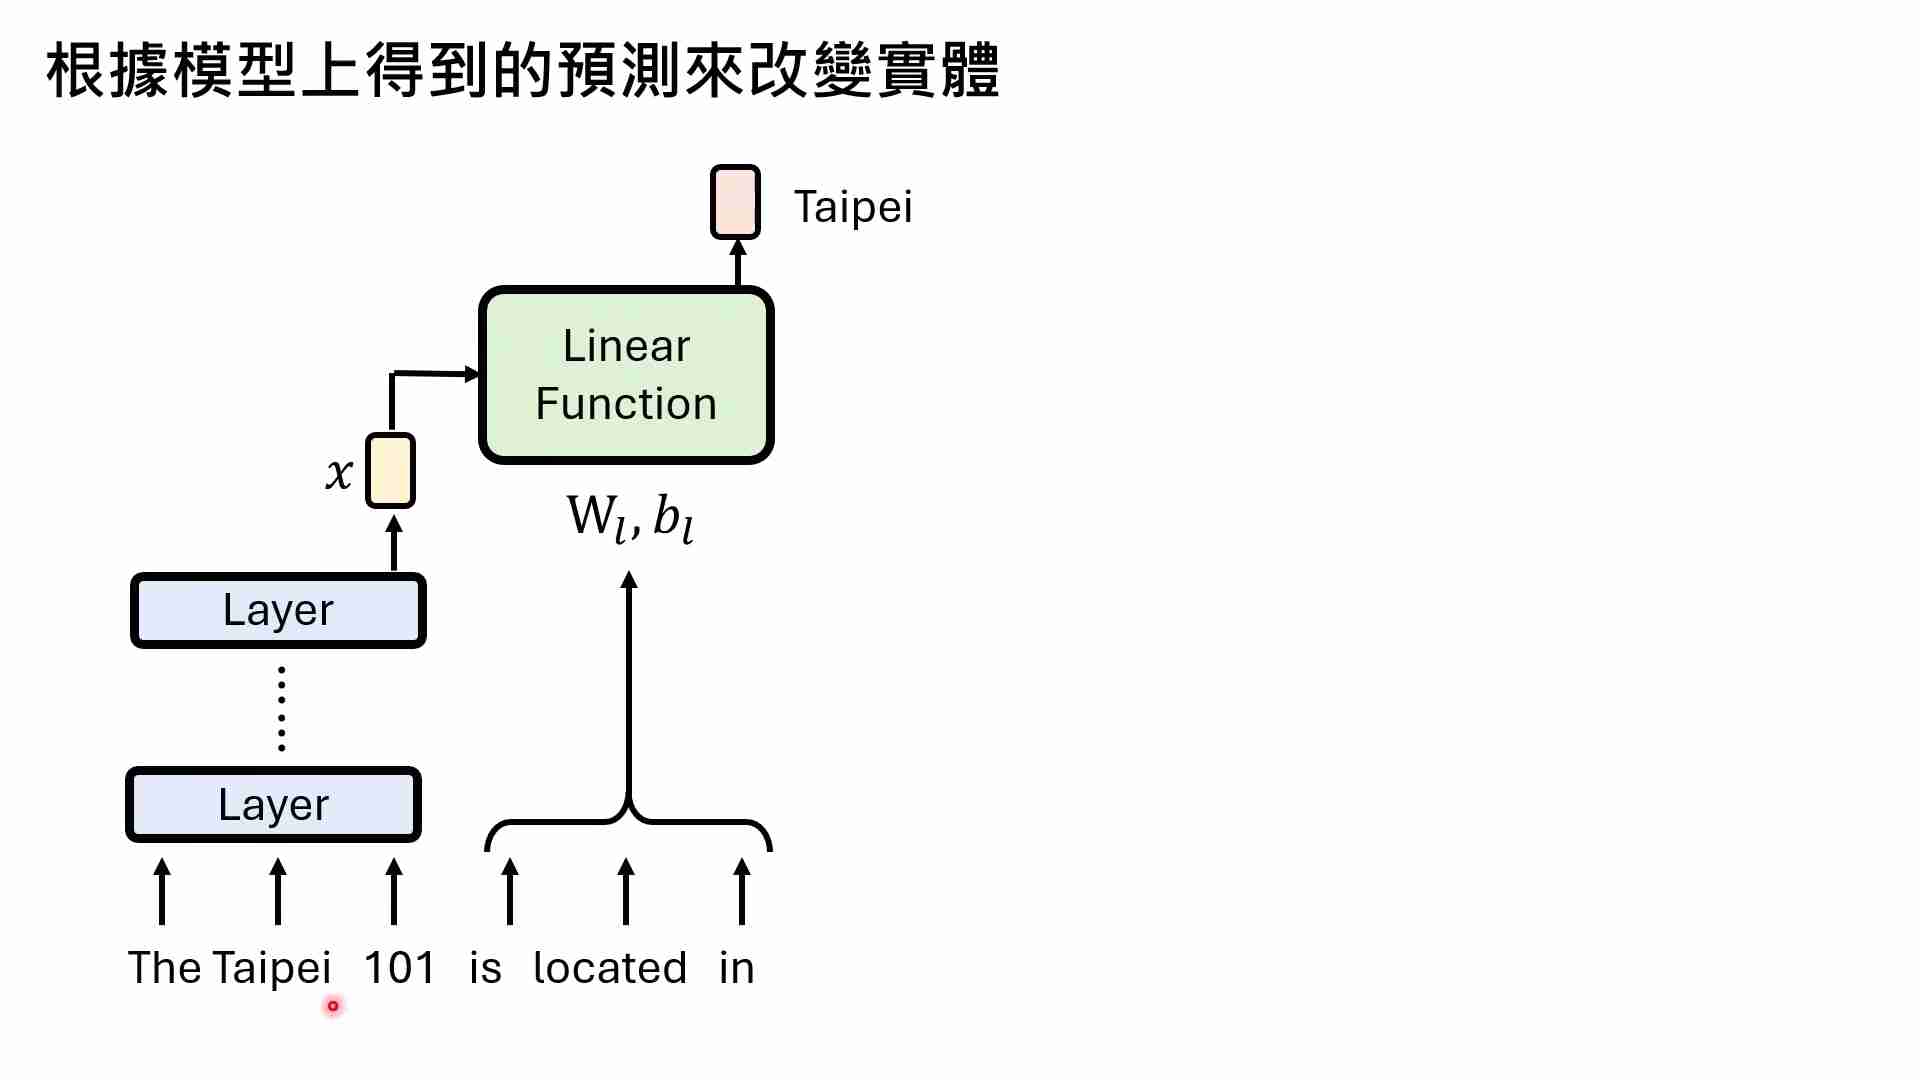 根據模型上得到的預測來改變實體
Taipei
Linear
Function
x
W_l, b_l
Layer
Layer
The Taipei 101 is located in